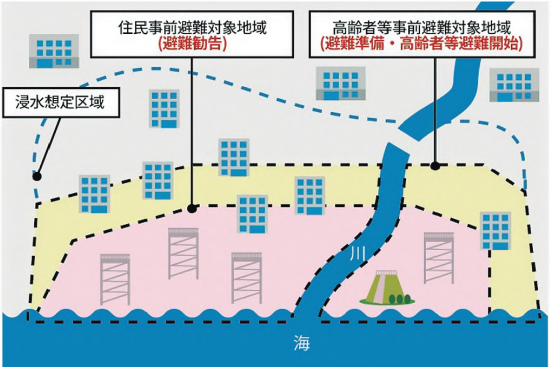 住民事前避難対象地域
(避難勧告)
高齢者等事前避難対象地域
(避難準備・高齢者等避難開始)
浸水想定区域
川
海